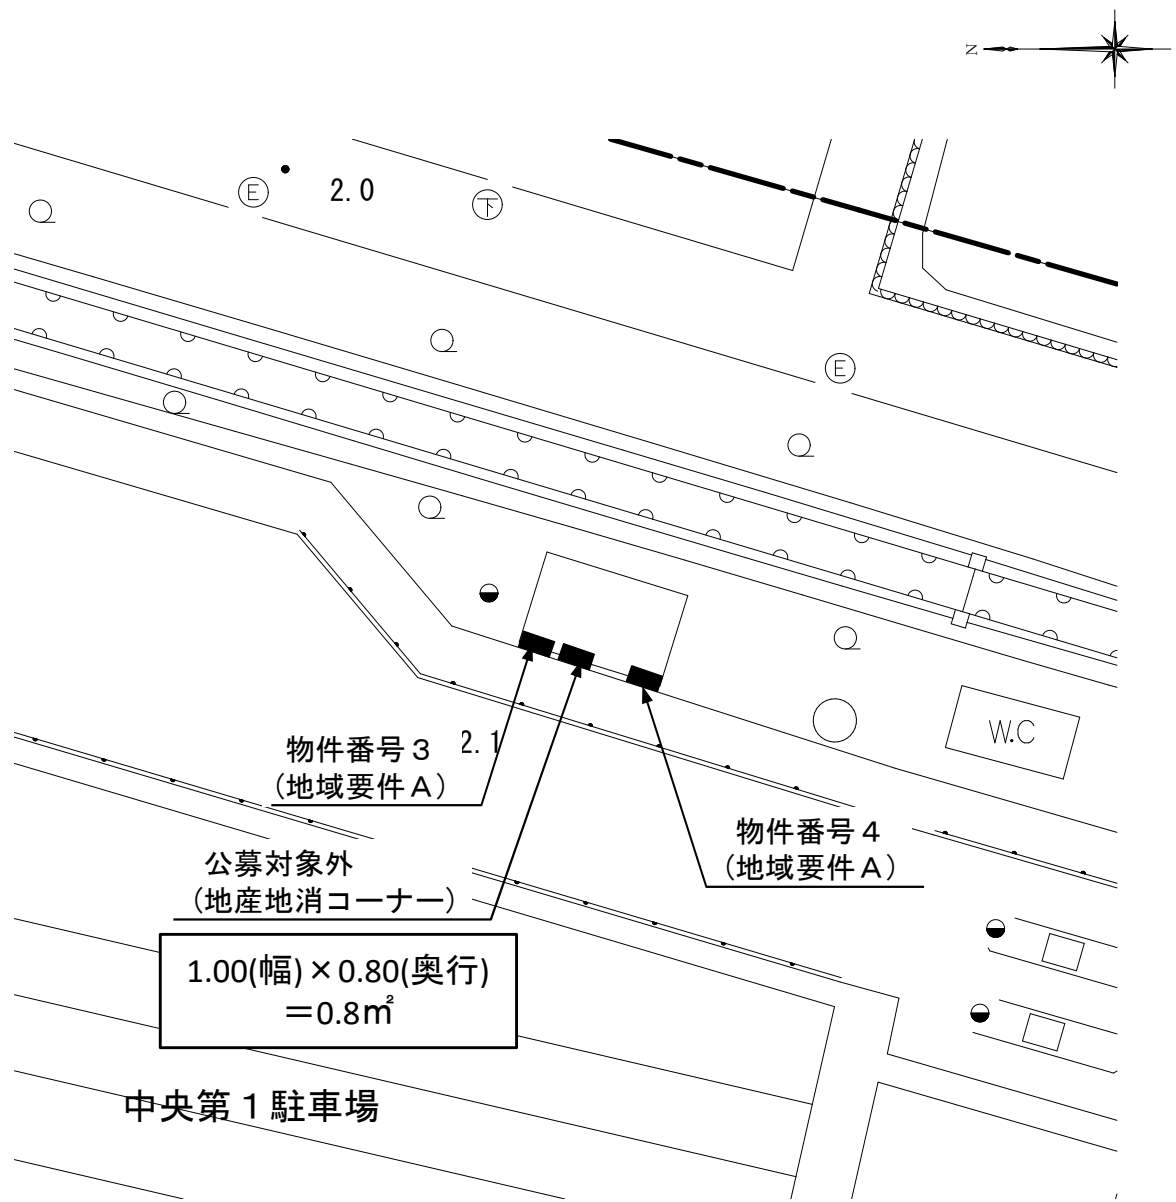 N
E
2.0
下
E
W.C
2.1
物件番号３
（地域要件Ａ）
物件番号４
（地域要件Ａ）
公募対象外
（地産地消コーナー）
1.00(幅)×0.80(奥行)
＝0.8㎡
中央第１駐車場